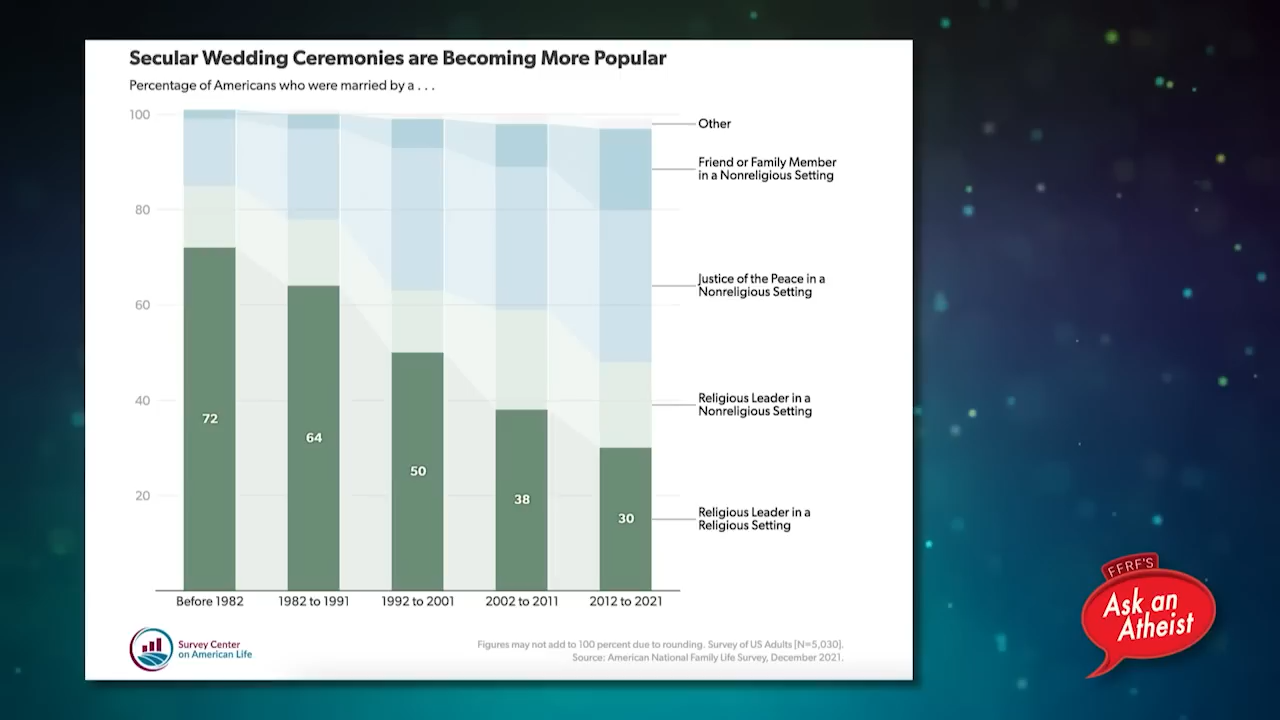 Secular Wedding Ceremonies are Becoming More Popular
Percentage of Americans who were married by a . . .
100
80
60
40
20
72
64
50
38
30
Other
Friend or Family Member
in a Nonreligious Setting
Justice of the Peace in a
Nonreligious Setting
Religious Leader in a
Nonreligious Setting
Religious Leader in a
Religious Setting
Before 1982
1982 to 1991
1992 to 2001
2002 to 2011
2012 to 2021
Survey Center
on American Life
Figures may not add to 100 percent due to rounding. Survey of US Adults [N=5,030].
Source: American National Family Life Survey, December 2021.
FFRF'S
Ask an
Atheist